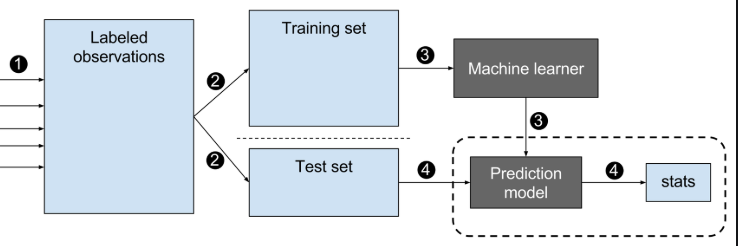 Labeled
observations
Training set
Machine learner
Test set
Prediction
model
stats
1
2
2
3
3
4
4